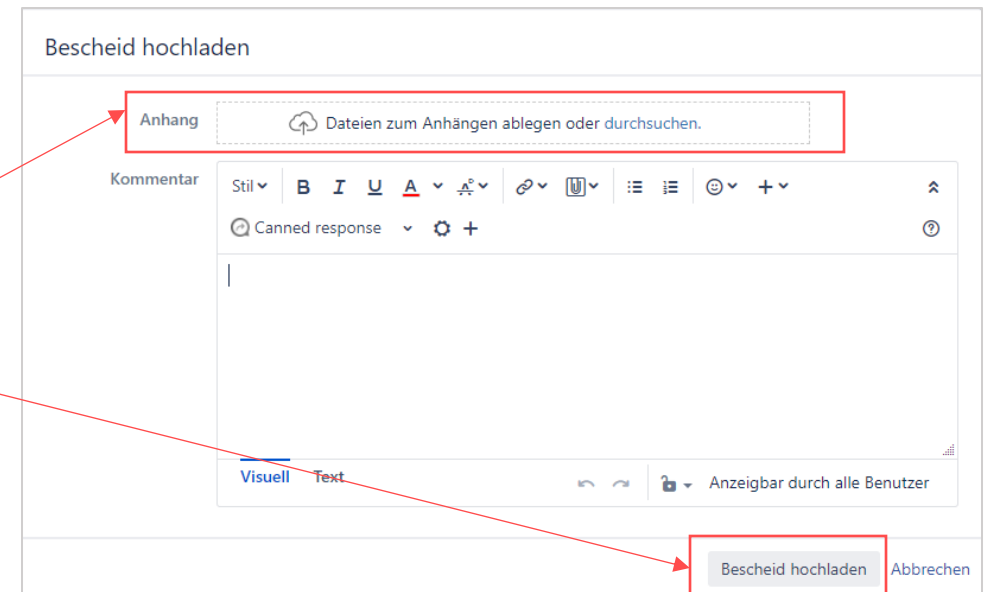 Bescheid hochladen
Anhang
Dateien zum Anhängen ablegen oder durchsuchen.
Kommentar
Stil B I U A
Canned response
Visuell Text
Anzeigbar durch alle Benutzer
Bescheid hochladen Abbrechen